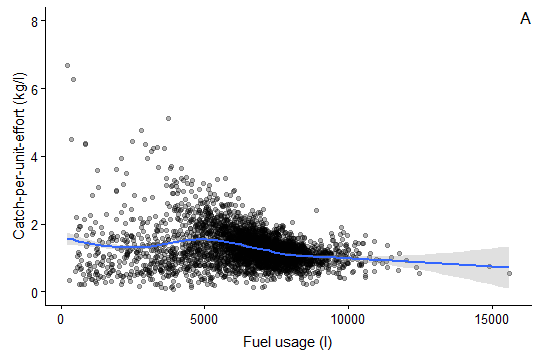 A
8
6
4
2
0
Catch-per-unit-effort (kg/l)
0 5000 10000 15000
Fuel usage (l)